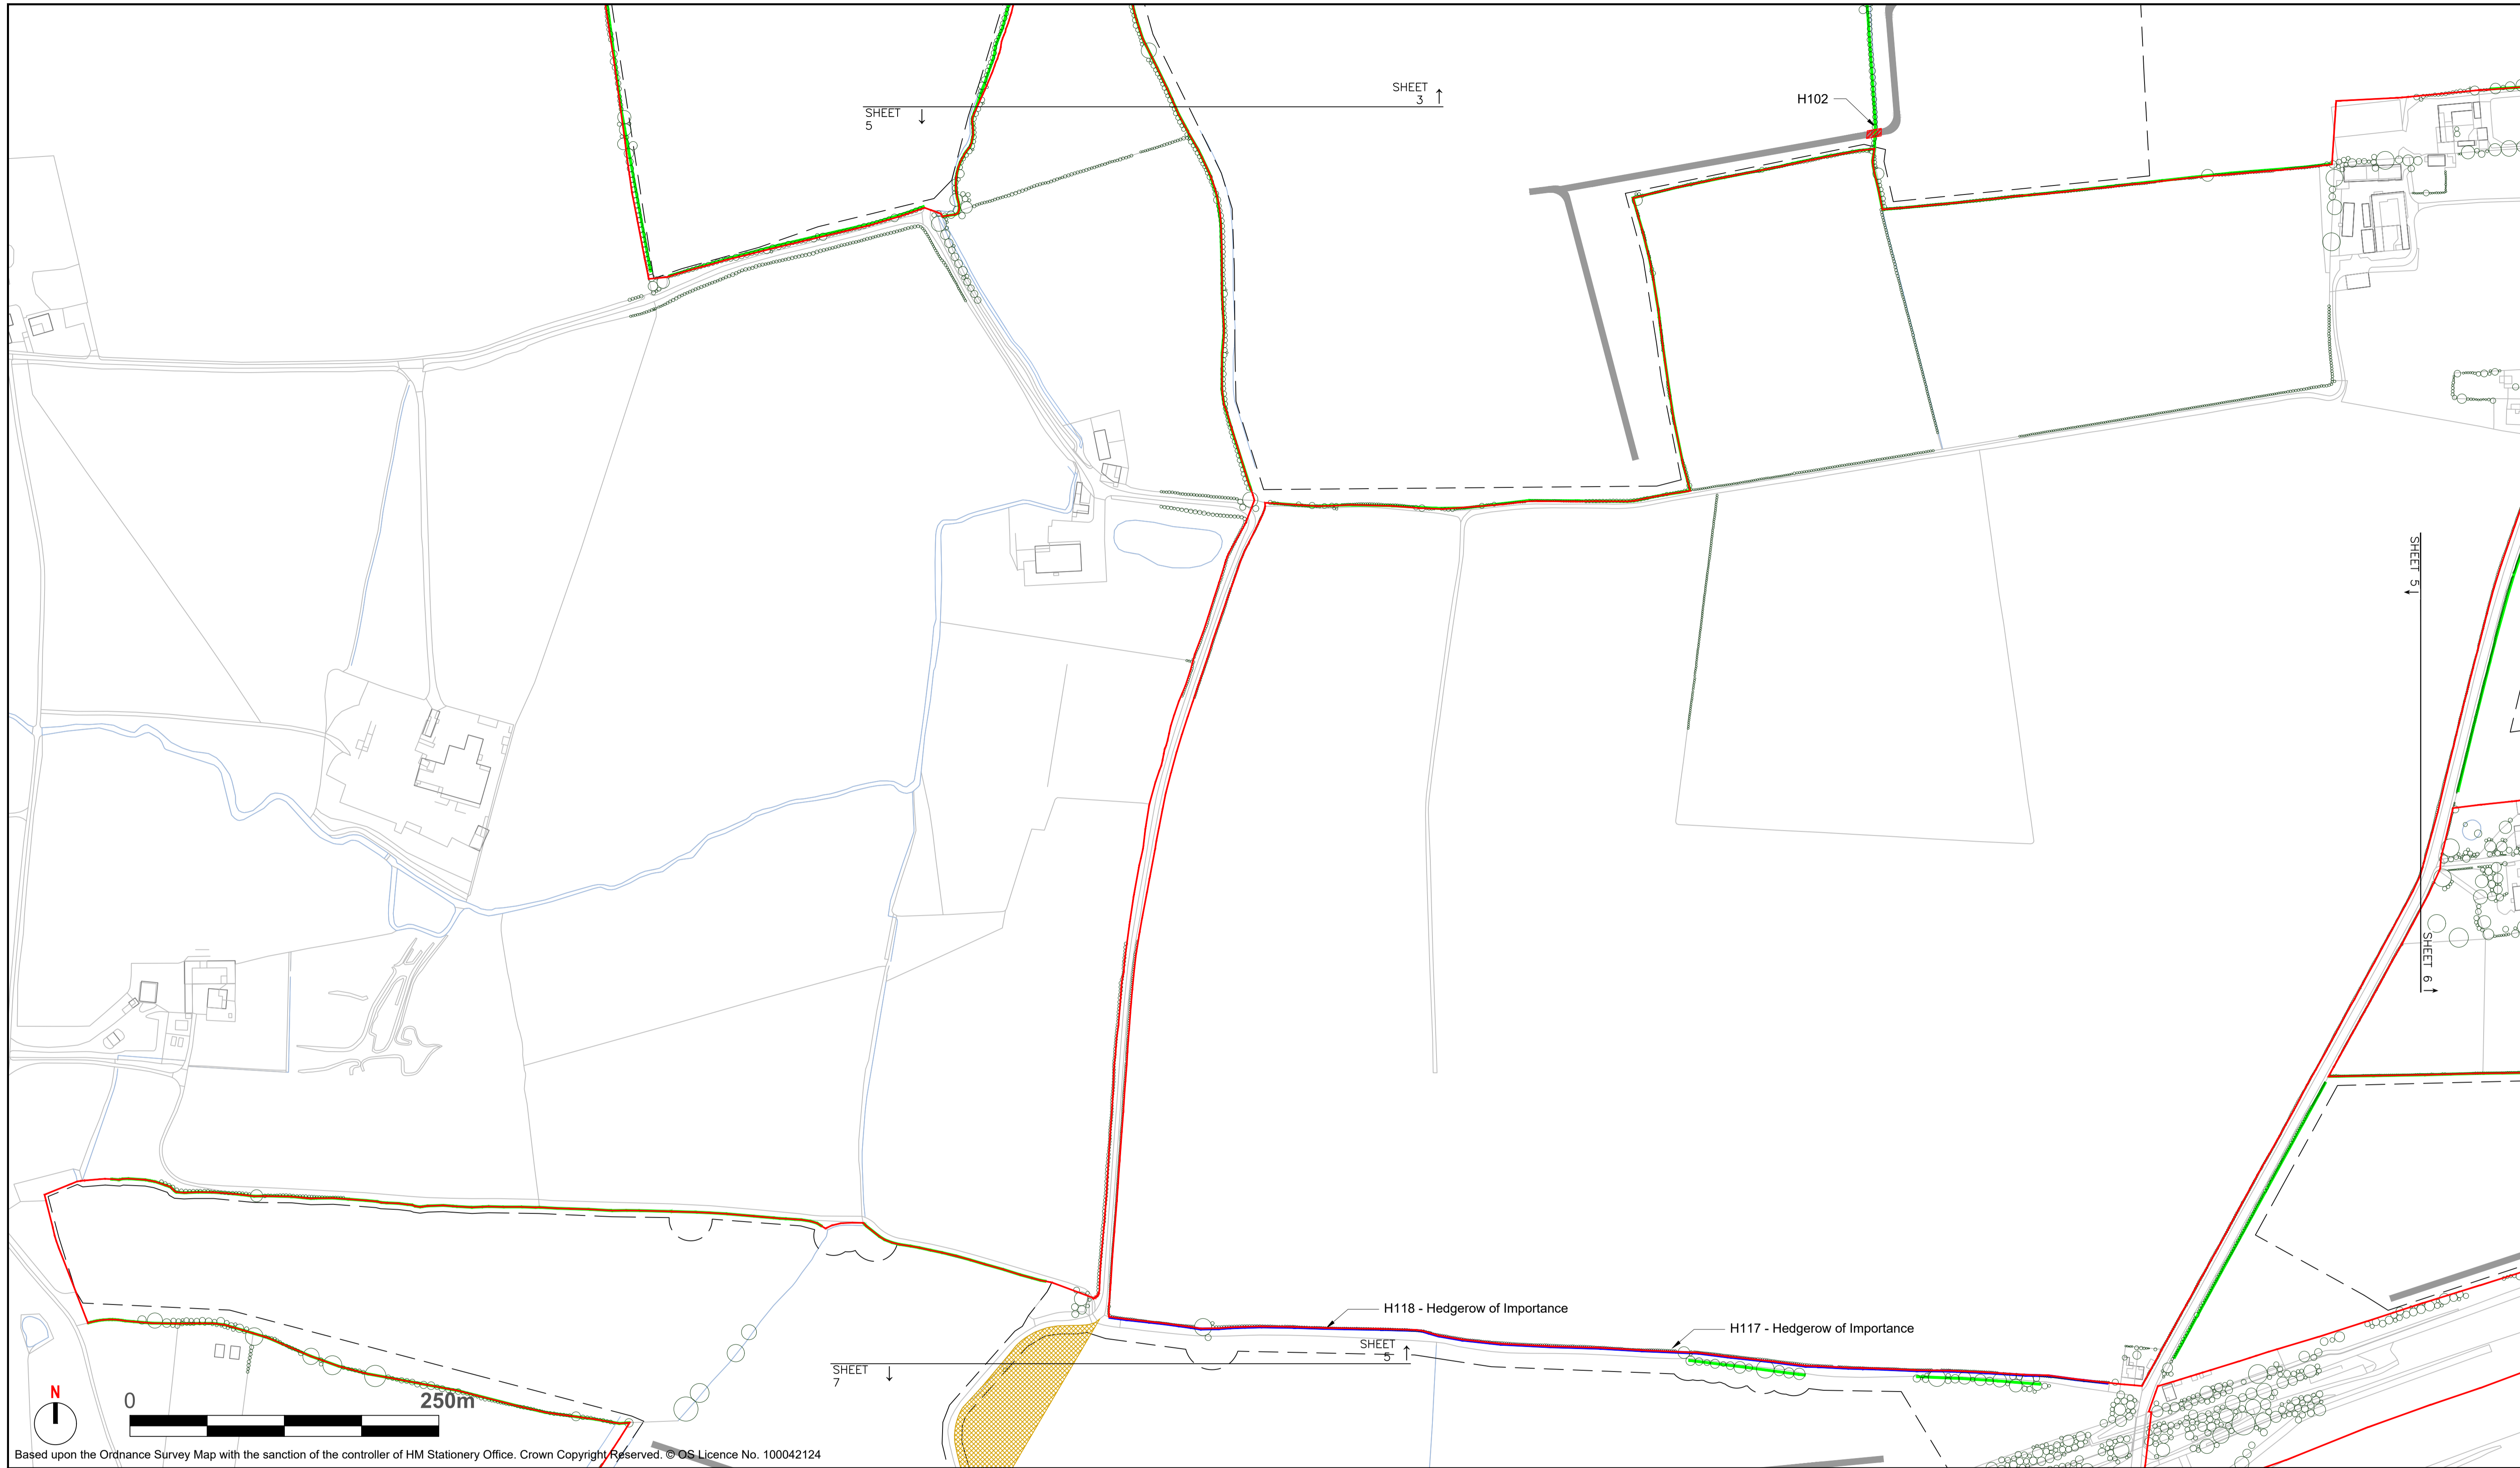 SHEET
3
SHEET
5
H102
SHEET 5
SHEET 6
H118 - Hedgerow of Importance
H117 - Hedgerow of Importance
SHEET
5
SHEET
7
N
0
250m
Based upon the Ordnance Survey Map with the sanction of the controller of HM Stationery Office. Crown Copyright Reserved. © OS Licence No. 100042124